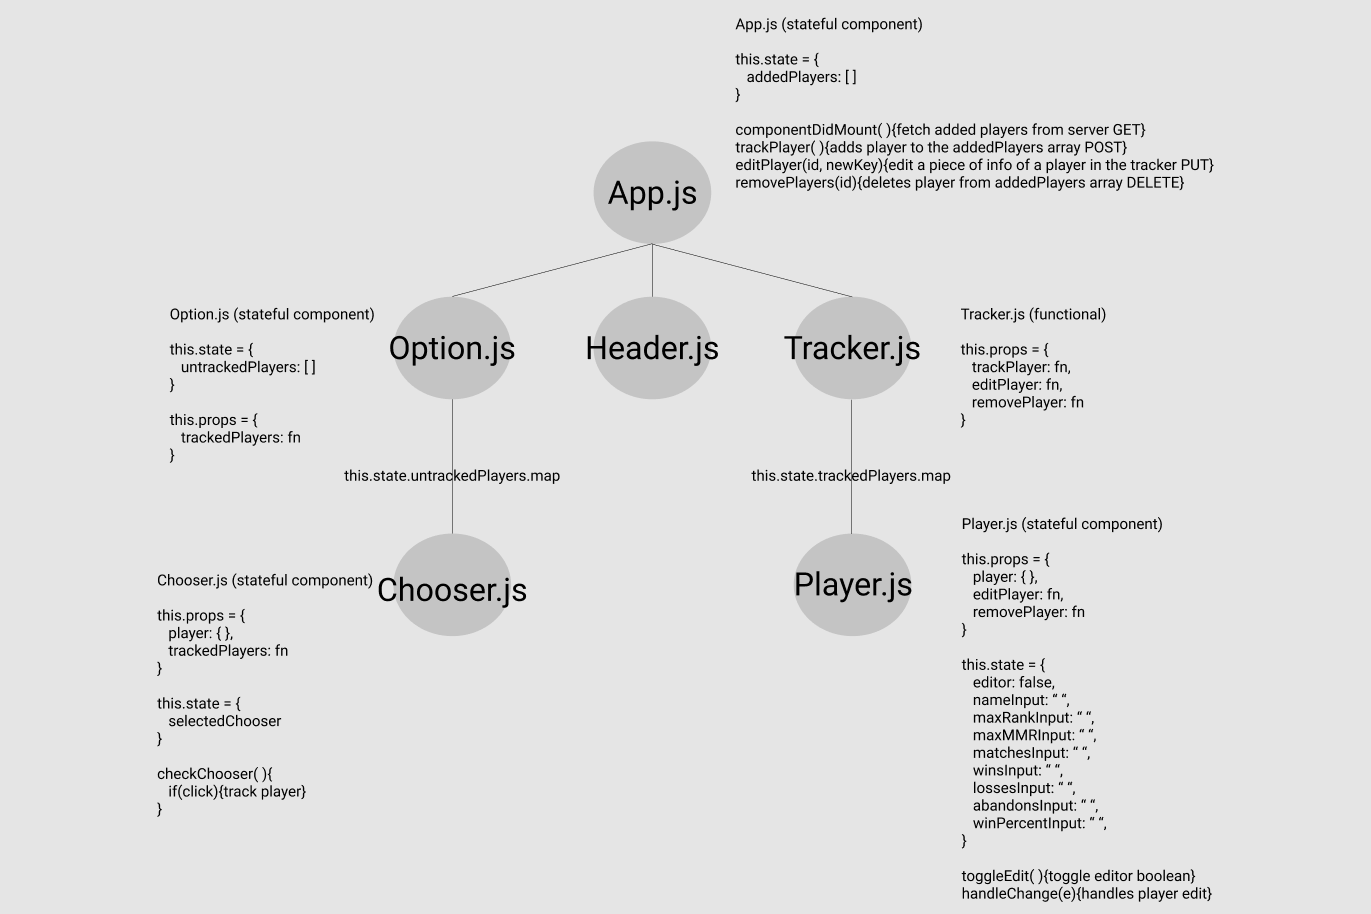 App.js (stateful component)
this.state = {
addedPlayers: [ ]
}
componentDidMount( ){fetch added players from server GET}
trackPlayer( ){adds player to the addedPlayers array POST}
editPlayer(id, newKey){edit a piece of info of a player in the tracker PUT}
removePlayers(id){deletes player from addedPlayers array DELETE}
App.js
Option.js (stateful component)
this.state = {
untrackedPlayers: [ ]
}
this.props = {
trackedPlayers: fn
}
Option.js
Header.js
Tracker.js
Tracker.js (functional)
this.props = {
trackPlayer: fn,
editPlayer: fn,
removePlayer: fn
}
this.state.untrackedPlayers.map
this.state.trackedPlayers.map
Chooser.js (stateful component)
this.props = {
player: { },
trackedPlayers: fn
}
this.state = {
selectedChooser
}
checkChooser( ){
if(click){track player}
}
Chooser.js
Player.js
Player.js (stateful component)
this.props = {
player: { },
editPlayer: fn,
removePlayer: fn
}
this.state = {
editor: false,
nameInput: “ “,
maxRankInput: “ “,
maxMMRInput: “ “,
matchesInput: “ “,
winsInput: “ “,
lossesInput: “ “,
abandonsInput: “ “,
winPercentInput: “ “,
}
toggleEdit( ){toggle editor boolean}
handleChange(e){handles player edit}